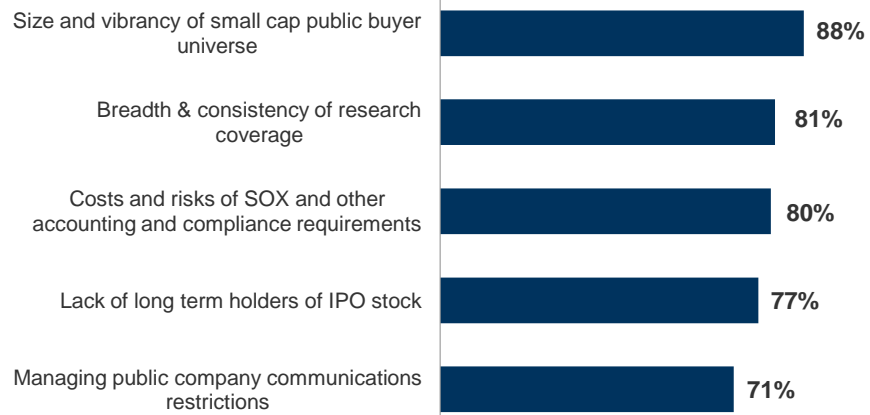 Size and vibrancy of small cap public buyer
universe
88%
Breadth & consistency of research
coverage
81%
Costs and risks of SOX and other
accounting and compliance requirements
80%
Lack of long term holders of IPO stock
77%
Managing public company communications
restrictions
71%